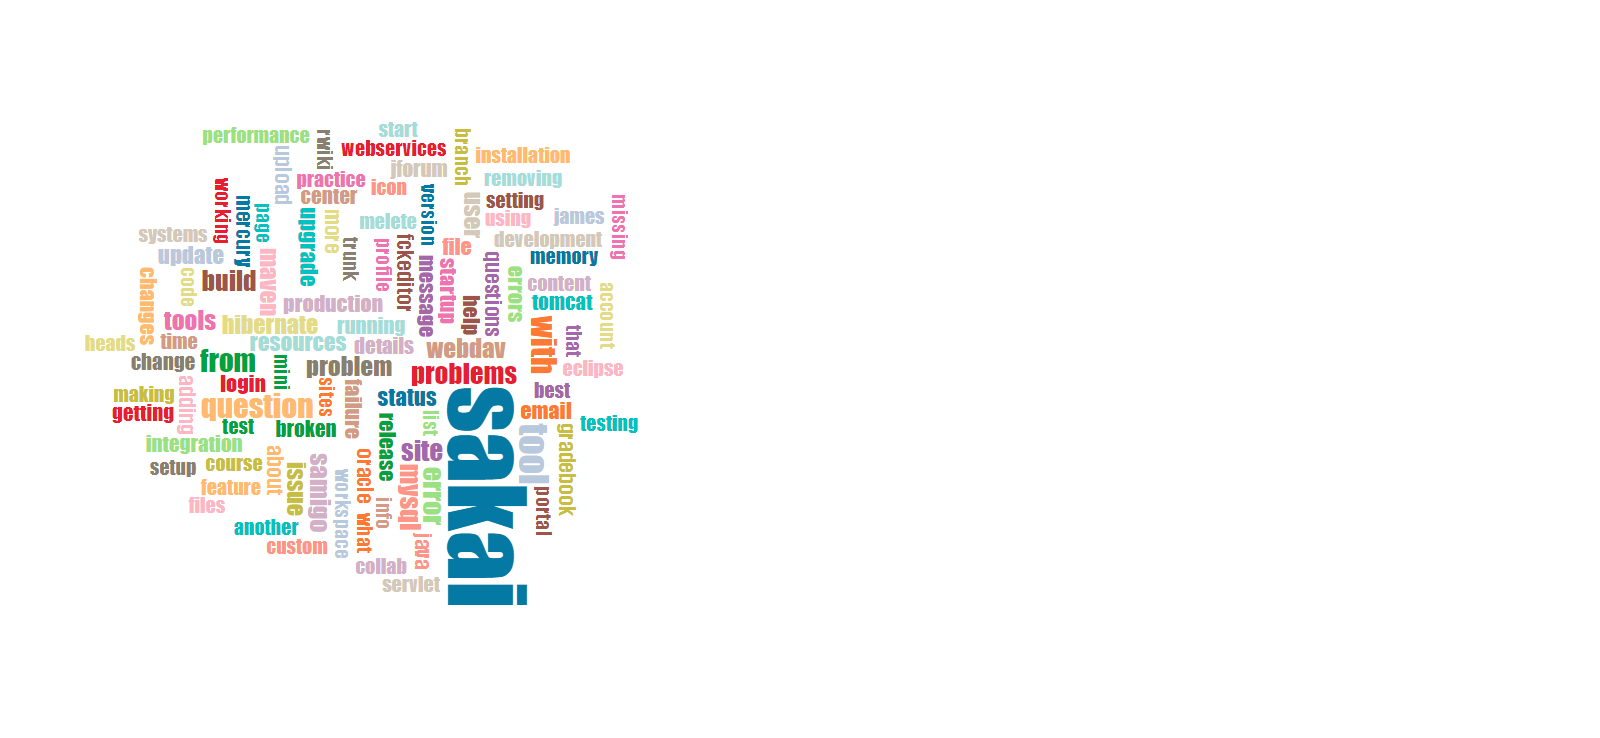 performance
rwiki
start
webservices
branch
installation
upload
jforum
practice
icon
removing
center
working
mercury
page
upgrade
more
version
user
setting
using
james
missing
melete
systems
update
trunk
profile
fckeditor
file
development
memory
changes
code
build
maven
message
startup
questions
errors
content
production
help
tomcat
account
tools
hibernate
running
with
that
heads
time
resources
details
webdav
change
from
mini
problem
problems
eclipse
making
adding
login
sites
failure
status
sakai
best
getting
question
release
list
email
test
broken
tool
gradebook
testing
integration
about
site
setup
course
issue
samigo
oracle
mysql
error
feature
workspace
portal
files
info
another
what
custom
java
collab
servlet